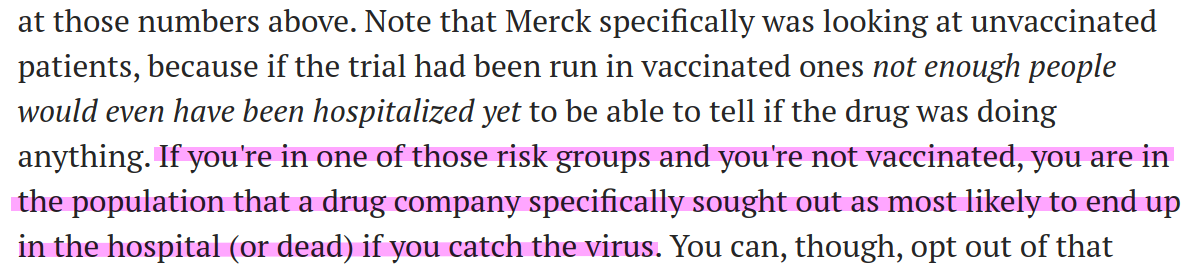 at those numbers above. Note that Merck specifically was looking at unvaccinated
patients, because if the trial had been run in vaccinated ones not enough people
would even have been hospitalized yet to be able to tell if the drug was doing
anything. If you're in one of those risk groups and you're not vaccinated, you are in
the population that a drug company specifically sought out as most likely to end up
in the hospital (or dead) if you catch the virus. You can, though, opt out of that